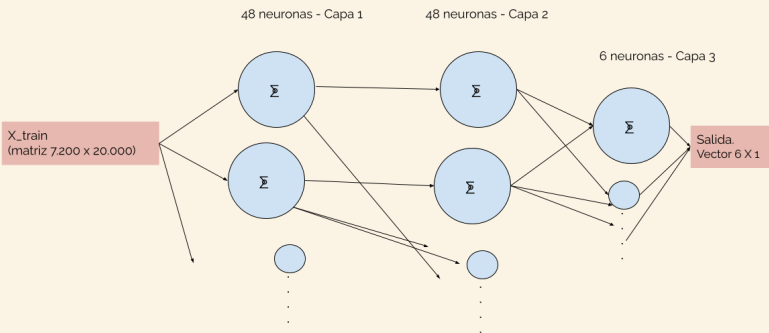 48 neuronas - Capa 1
48 neuronas - Capa 2
6 neuronas - Capa 3
Σ
Σ
Σ
X_train
(matriz 7.200 x 20.000)
Salida.
Vector 6 X 1
Σ
Σ